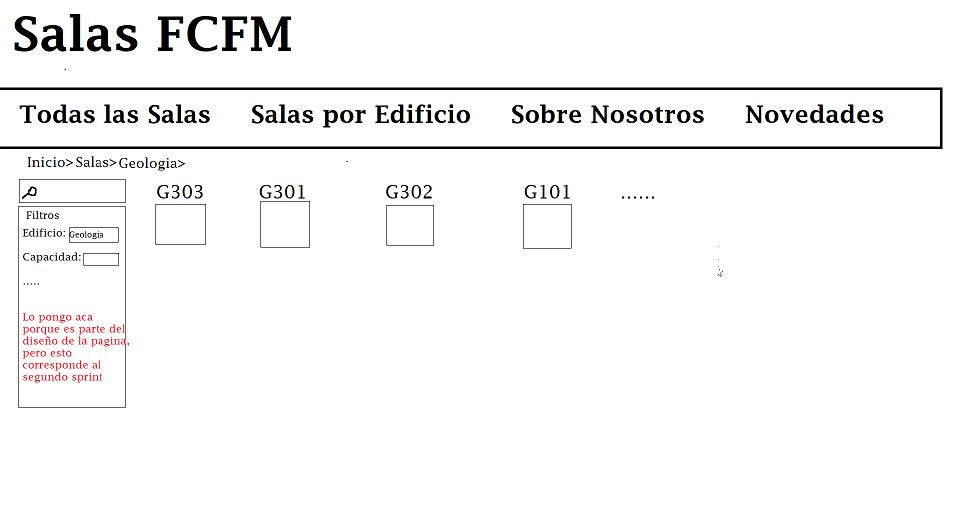 Salas FCFM
Todas las Salas Salas por Edificio Sobre Nosotros Novedades
Inicio> Salas> Geologia>
G303 G301 G302 G101 ......
Filtros
Edificio: Geologia
Capacidad:
.....
Lo pongo aca
porque es parte del
diseño de la pagina,
pero esto
corresponde al
segundo sprint